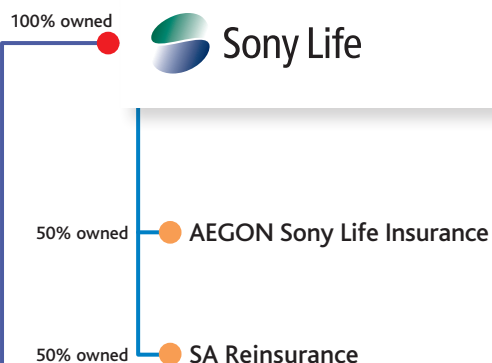 100% owned
Sony Life
50% owned
AEGON Sony Life Insurance
50% owned
SA Reinsurance